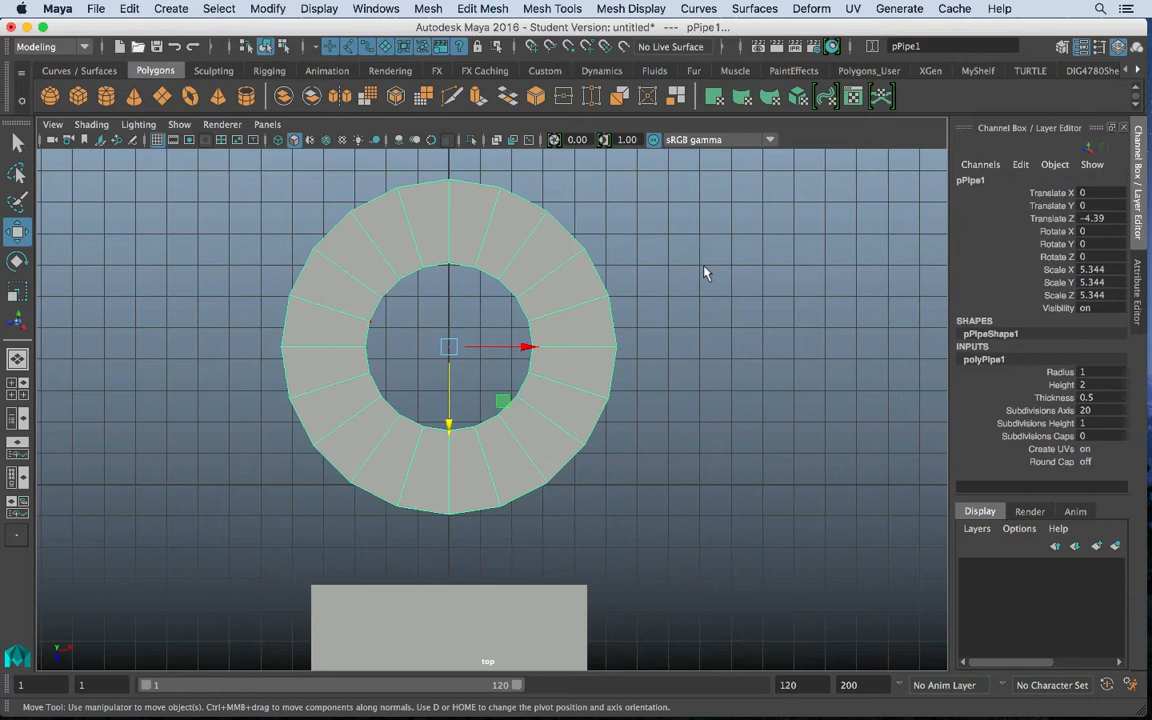 Maya File Edit Create Select Modify Display Windows Mesh Edit Mesh Mesh Tools Mesh Display Curves Surfaces Deform UV Generate Cache Help
Autodesk Maya 2016 - Student Version: untitled* --- pPipe1...
Modeling No Live Surface pPipe1
Curves / Surfaces Polygons Sculpting Rigging Animation Rendering FX FX Caching Custom Dynamics Fluids Fur Muscle PaintEffects Polygons_User XGen MyShelf TURTLE DIG4780She
View Shading Lighting Show Renderer Panels
0.00 1.00 sRGB gamma
Channel Box / Layer Editor
Channels Edit Object Show
pPipe1
Translate X 0
Translate Y 0
Translate Z -4.39
Rotate X 0
Rotate Y 0
Rotate Z 0
Scale X 5.344
Scale Y 5.344
Scale Z 5.344
Visibility on
SHAPES
pPipeShape1
INPUTS
polyPipe1
Radius 1
Height 2
Thickness 0.5
Subdivisions Axis 20
Subdivisions Height 1
Subdivisions Caps 0
Create UVs on
Round Cap off
Display Render Anim
Layers Options Help
Channel Box / Layer Editor
Attribute Editor
y x
z
top
1 1 1 120 120 200 No Anim Layer No Character Set
Move Tool: Use manipulator to move object(s). Ctrl+MMB+drag to move components along normals. Use D or HOME to change the pivot position and axis orientation.